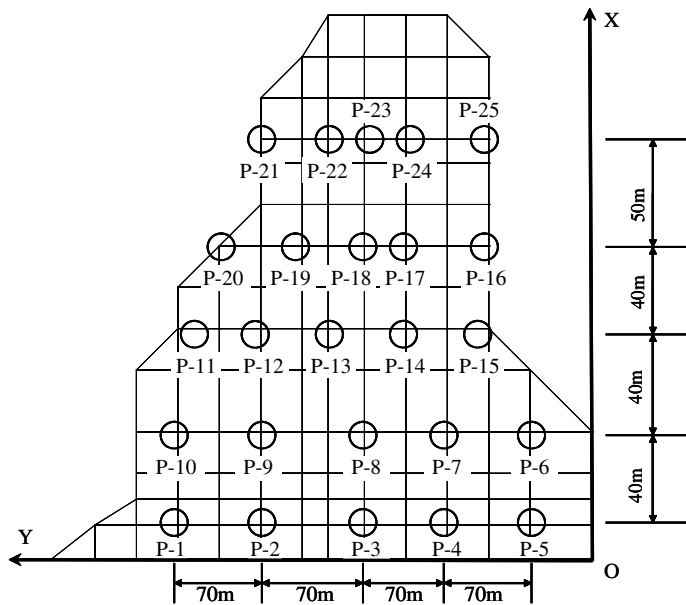 X
P-23 P-25
P-21 P-22 P-24
50m
P-20 P-19 P-18 P-17 P-16
40m
P-11 P-12 P-13 P-14 P-15
40m
P-10 P-9 P-8 P-7 P-6
40m
Y P-1 P-2 P-3 P-4 P-5
O
70m 70m 70m 70m